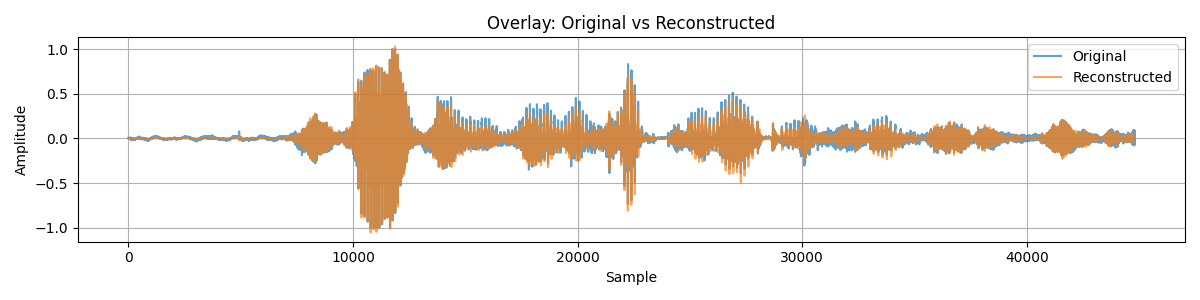 Overlay: Original vs Reconstructed
1.0
0.5
0.0
−0.5
−1.0
Amplitude
Original
Reconstructed
0 10000 20000 30000 40000
Sample